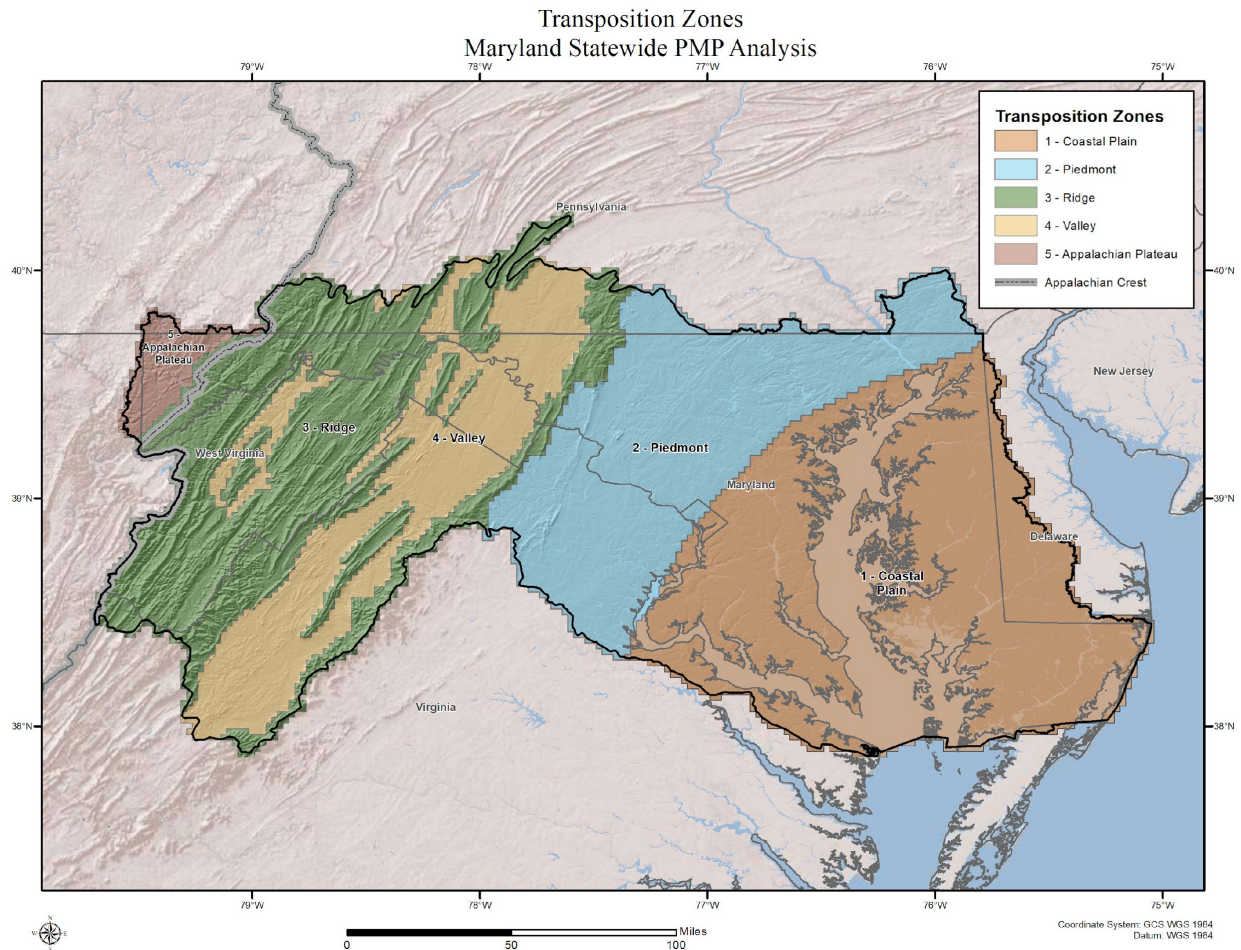 Transposition Zones
Maryland Statewide PMP Analysis
79°W
78°W
77°W
76°W
75°W
Transposition Zones
1 - Coastal Plain
2 - Piedmont
3 - Ridge
4 - Valley
5 - Appalachian Plateau
Appalachian Crest
Pennsylvania
40°N
40°N
5 -
Appalachian
Plateau
New Jersey
3 - Ridge
4 - Valley
West Virginia
2 - Piedmont
Maryland
39°N
39°N
Delaware
1 - Coastal
Plain
Virginia
38°N
38°N
79°W
78°W
77°W
76°W
75°W
N
W
E
S
Miles
0
50
100
Coordinate System: GCS WGS 1984
Datum: WGS 1984